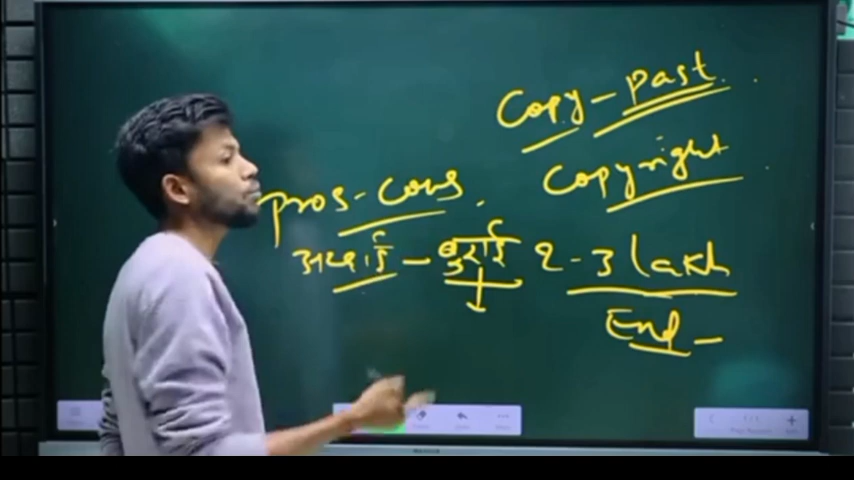 Copy - Past
Copyright
pros - cons.
अच्छाई - बुराई
2 - 3 lakh
End -